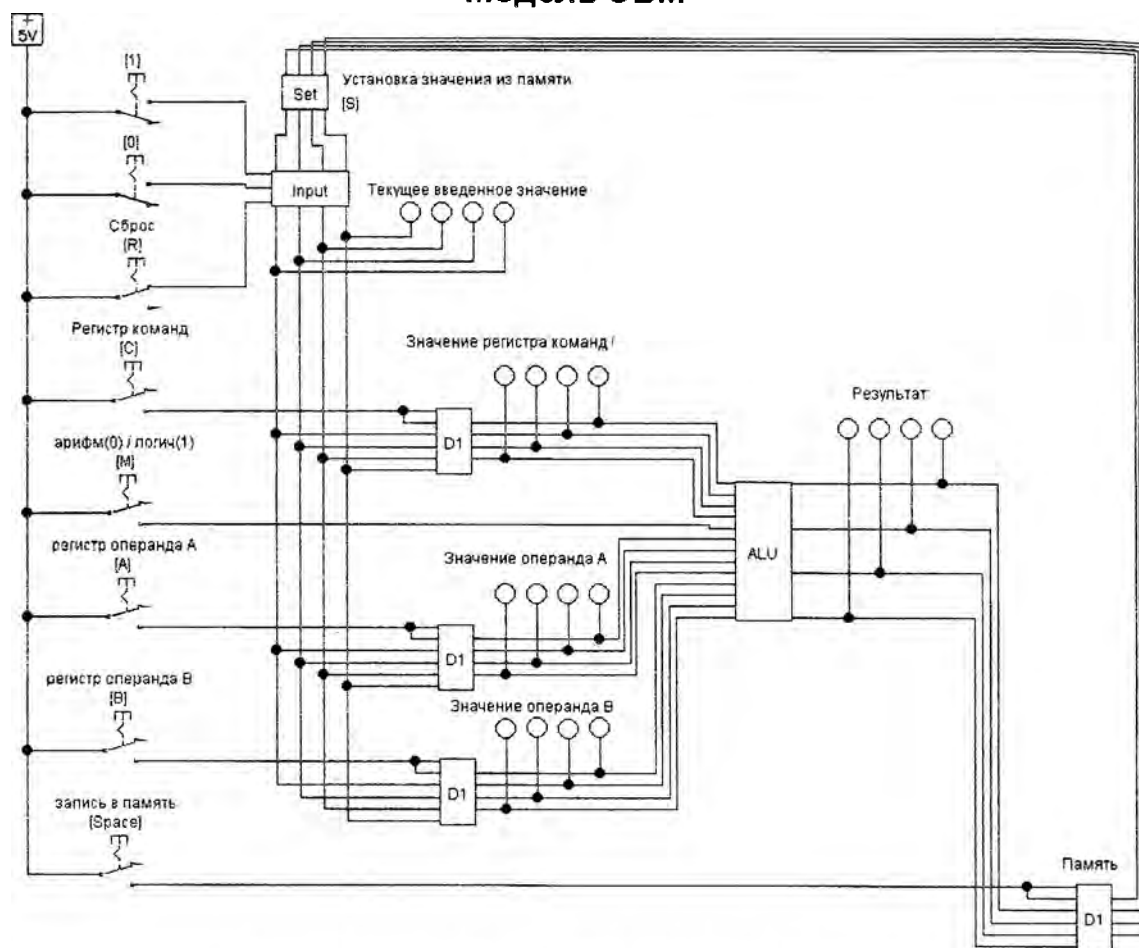 +
5V
[1]
Установка значения из памяти
Set
[S]
[0]
Input
Текущее введенное значение
Сброс
[R]
Регистр команд
[C]
Значение регистра команд /
Результат
D1
арифм(0) / логич(1)
[M]
регистр операнда А
[A]
ALU
Значение операнда А
D1
регистр операнда В
[B]
Значение операнда В
D1
запись в память
[Space]
Память
D1